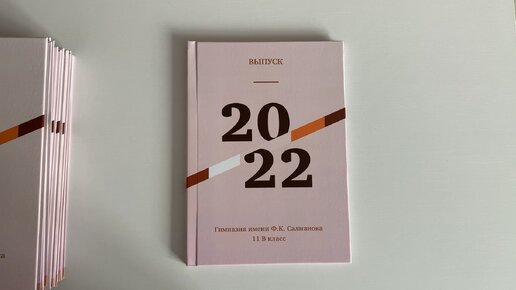 ВЫПУСК
20
22
Гимназия имени Ф.К. Салманова
11 В класс